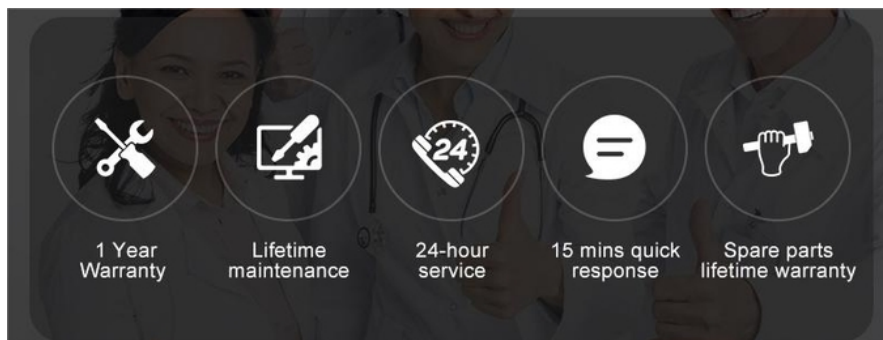 24
1 Year
Warranty
Lifetime
maintenance
24-hour
service
15 mins quick
response
Spare parts
lifetime warranty